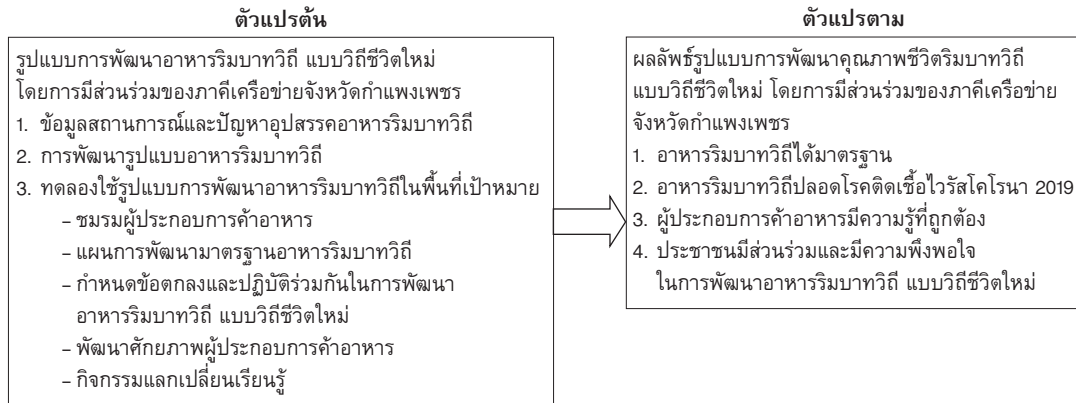 ตัวแปรต้น
รูปแบบการพัฒนาอาหารริมบาทวิถี แบบวิถีชีวิตใหม่
โดยการมีส่วนร่วมของภาคีเครือข่ายจังหวัดกำแพงเพชร
1. ข้อมูลสถานการณ์และปัญหาอุปสรรคอาหารริมบาทวิถี
2. การพัฒนารูปแบบอาหารริมบาทวิถี
3. ทดลองใช้รูปแบบการพัฒนาอาหารริมบาทวิถีในพื้นที่เป้าหมาย
– ชมรมผู้ประกอบการค้าอาหาร
– แผนการพัฒนามาตรฐานอาหารริมบาทวิถี
– กำหนดข้อตกลงและปฏิบัติร่วมกันในการพัฒนา
อาหารริมบาทวิถี แบบวิถีชีวิตใหม่
– พัฒนาศักยภาพผู้ประกอบการค้าอาหาร
– กิจกรรมแลกเปลี่ยนเรียนรู้
ตัวแปรตาม
ผลลัพธ์รูปแบบการพัฒนาคุณภาพชีวิตริมบาทวิถี
แบบวิถีชีวิตใหม่ โดยการมีส่วนร่วมของภาคีเครือข่าย
จังหวัดกำแพงเพชร
1. อาหารริมบาทวิถีได้มาตรฐาน
2. อาหารริมบาทวิถีปลอดโรคติดเชื้อไวรัสโคโรนา 2019
3. ผู้ประกอบการค้าอาหารมีความรู้ที่ถูกต้อง
4. ประชาชนมีส่วนร่วมและมีความพึงพอใจ
ในการพัฒนาอาหารริมบาทวิถี แบบวิถีชีวิตใหม่